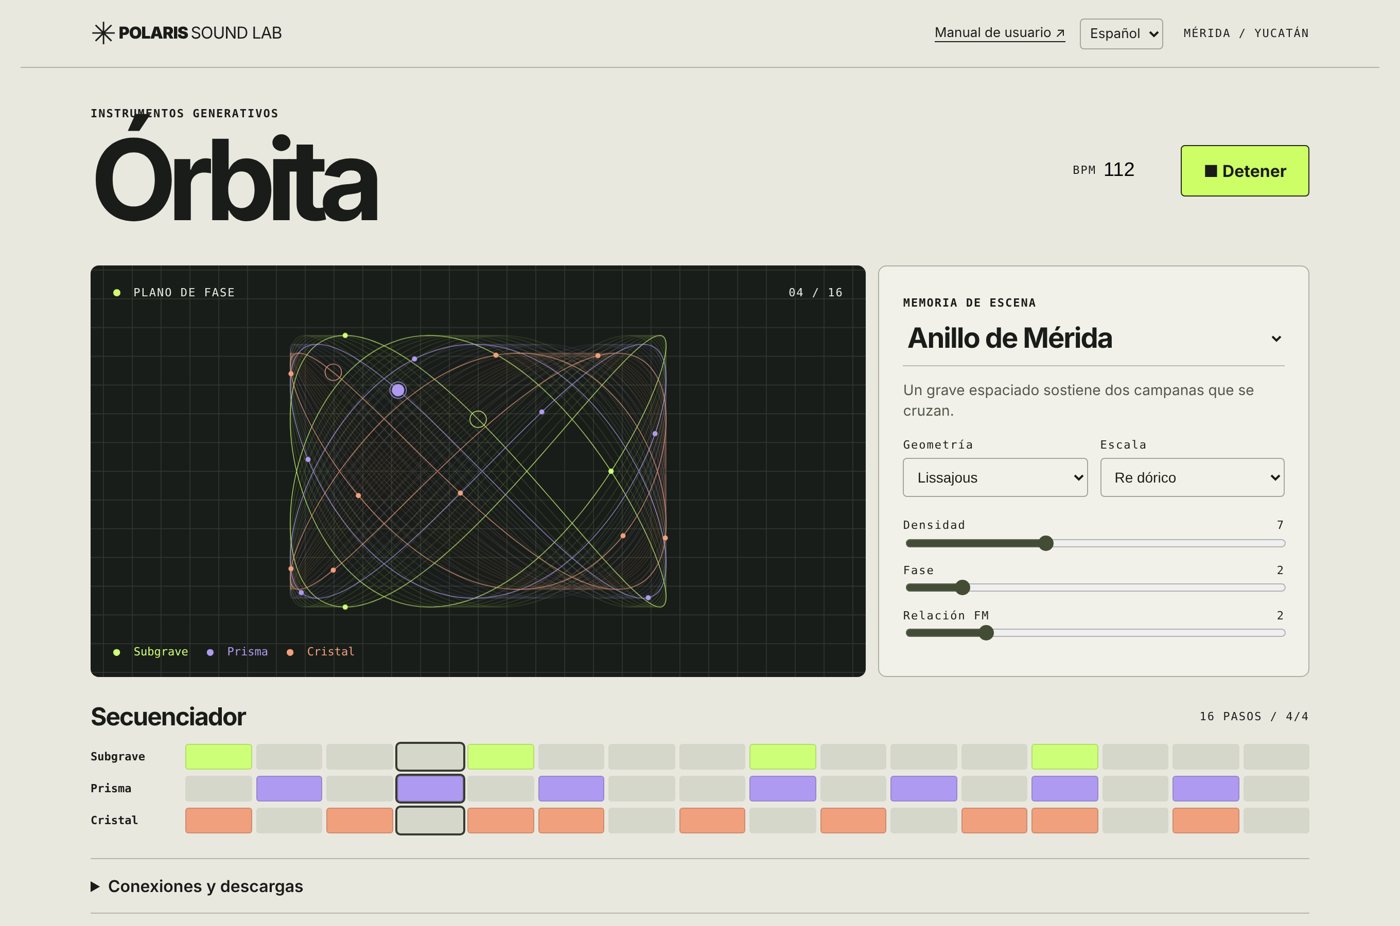 POLARIS SOUND LAB
Manual de usuario ↗
Español
MÉRIDA / YUCATÁN
INSTRUMENTOS GENERATIVOS
Órbita
BPM 112
Detener
PLANO DE FASE
04 / 16
Subgrave
Prisma
Cristal
MEMORIA DE ESCENA
Anillo de Mérida
Un grave espaciado sostiene dos campanas que se
cruzan.
Geometría
Escala
Lissajous
Re dórico
Densidad 7
Fase 2
Relación FM 2
Secuenciador
16 PASOS / 4/4
Subgrave
Prisma
Cristal
Conexiones y descargas